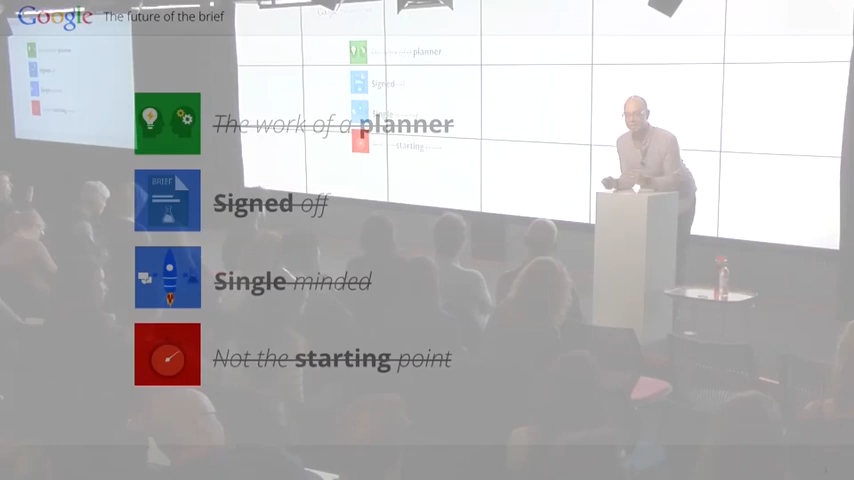 Google The future of the brief
The work of a planner
BRIEF
Signed off
Single minded
Not the starting point
planner
Signed
starting